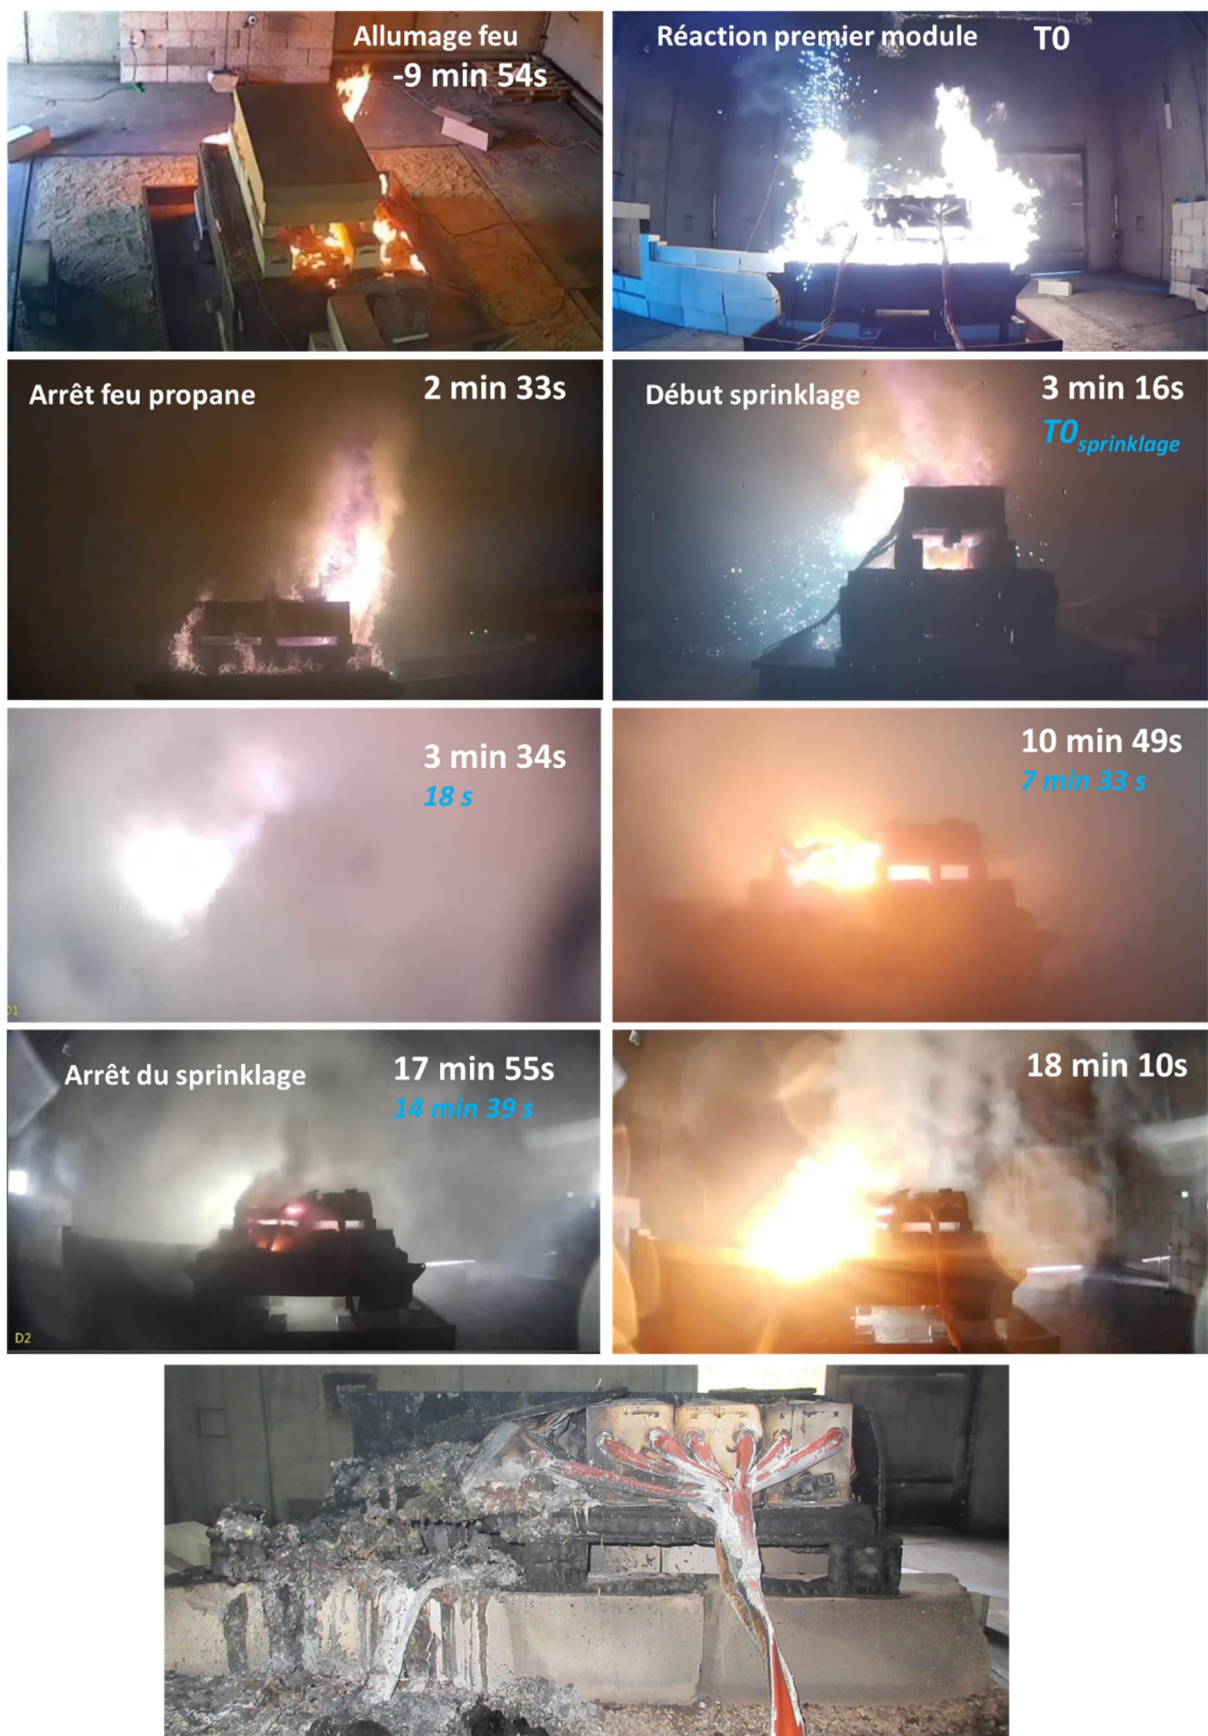 Allumage feu
-9 min 54s
Réaction premier module T0
Arrêt feu propane 2 min 33s
Début sprinklage 3 min 16s
T0sprinklage
3 min 34s
18 s
10 min 49s
7 min 33 s
Arrêt du sprinklage 17 min 55s
14 min 39 s
18 min 10s
D2